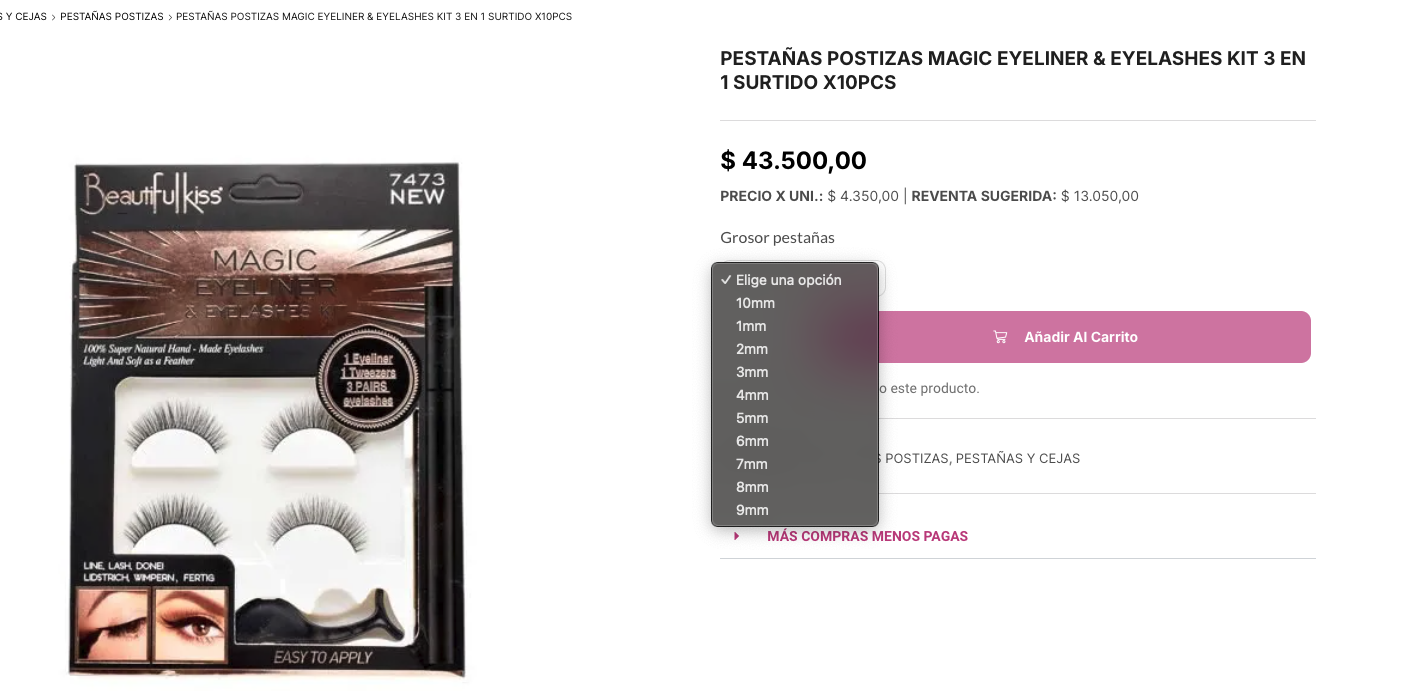 Y CEJAS > PESTAÑAS POSTIZAS > PESTAÑAS POSTIZAS MAGIC EYELINER & EYELASHES KIT 3 EN 1 SURTIDO X10PCS
PESTAÑAS POSTIZAS MAGIC EYELINER & EYELASHES KIT 3 EN
1 SURTIDO X10PCS
$ 43.500,00
PRECIO X UNI.: $ 4.350,00 | REVENTA SUGERIDA: $ 13.050,00
Grosor pestañas
✓ Elige una opción
10mm
1mm
2mm
3mm
4mm
5mm
6mm
7mm
8mm
9mm
Añadir Al Carrito
este producto.
POSTIZAS, PESTAÑAS Y CEJAS
MÁS COMPRAS MENOS PAGAS
Beautifulkiss
7473
NEW
MAGIC
EYELINER
& EYELASHES KI
100% Super Natural Hand - Made Eyelashes
Light And Soft as a Feather
1 Eyeliner
1 Tweezers
3 PAIRS
eyelashes
LINE, LASH, DONE!
LIDSTRICH, WIMPERN, FERTIG
EASY TO APPLY